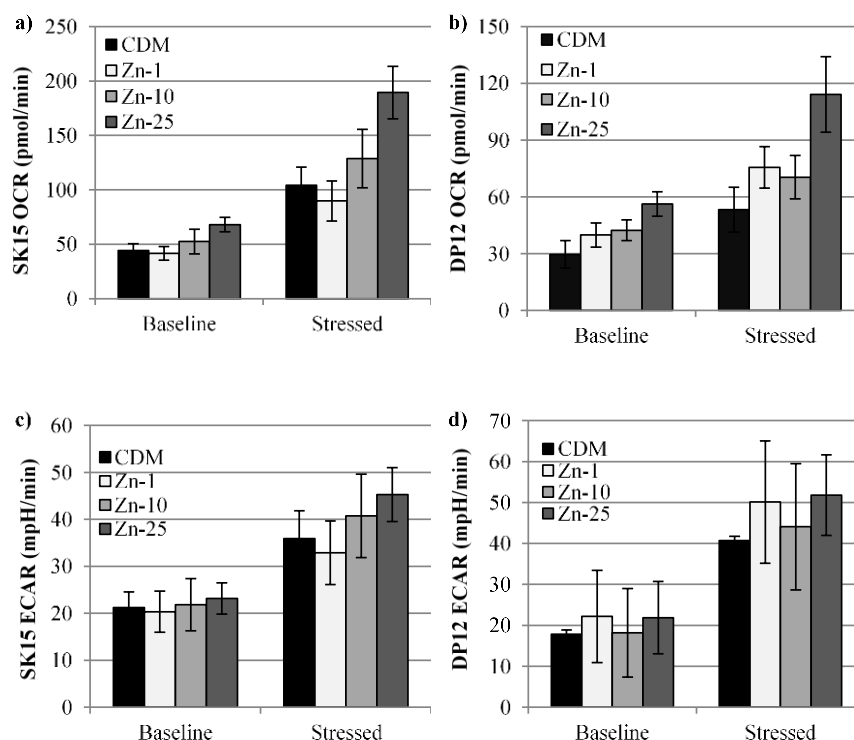 a)
SK15 OCR (pmol/min)
250
200
150
100
50
0
CDM
Zn-1
Zn-10
Zn-25
Baseline Stressed
b)
DP12 OCR (pmol/min)
150
120
90
60
30
0
CDM
Zn-1
Zn-10
Zn-25
Baseline Stressed
c)
SK15 ECAR (mpH/min)
60
50
40
30
20
10
0
CDM
Zn-1
Zn-10
Zn-25
Baseline Stressed
d)
DP12 ECAR (mpH/min)
70
60
50
40
30
20
10
0
CDM
Zn-1
Zn-10
Zn-25
Baseline Stressed